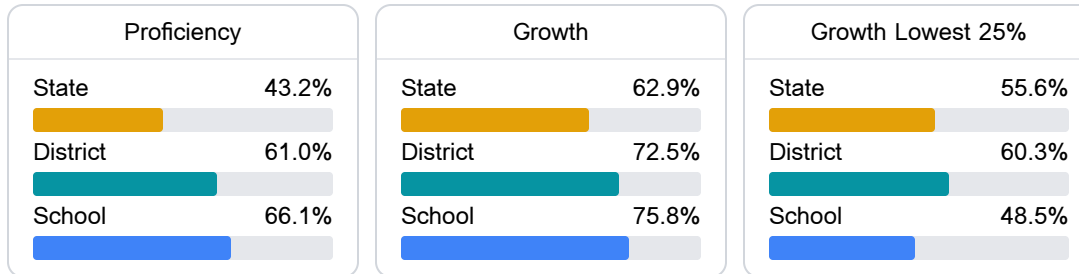 Proficiency
State 43.2%
District 61.0%
School 66.1%
Growth
State 62.9%
District 72.5%
School 75.8%
Growth Lowest 25%
State 55.6%
District 60.3%
School 48.5%